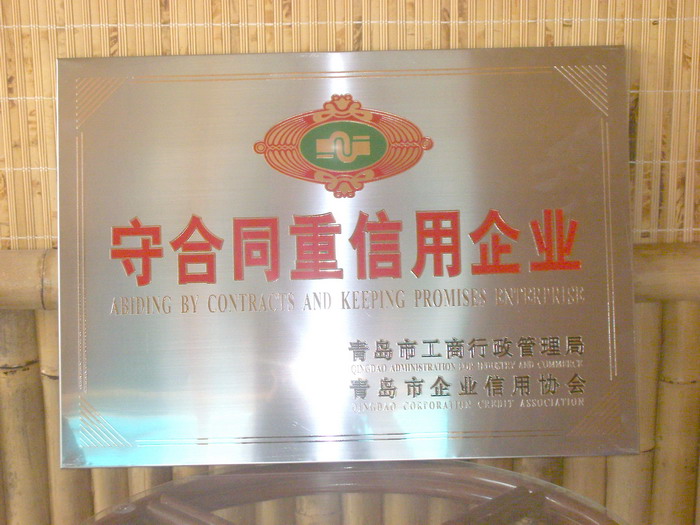 守合同重信用企业
ABIDING BY CONTRACTS AND KEEPING PROMISES ENTERPRISE
青岛市工商行政管理局
QINGDAO ADMINISTRATION FOR INDUSTRY AND COMMERCE
青岛市企业信用协会
QINGDAO CORPORATION CREDIT ASSOCIATION